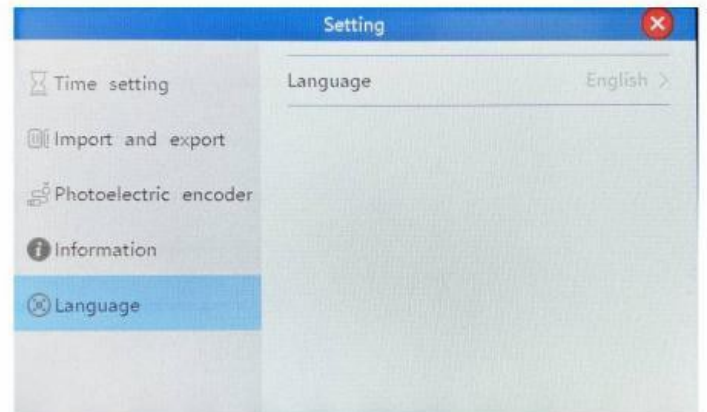 Setting
Time setting
Import and export
Photoelectric encoder
Information
Language
Language
English >